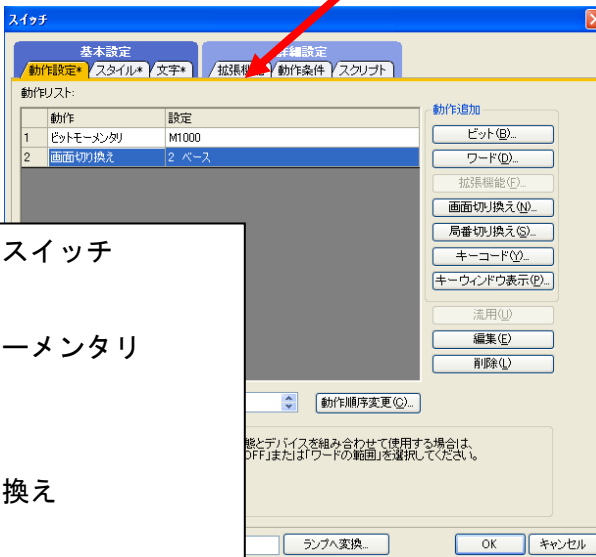 スイッチ
基本設定
詳細設定
動作設定* スタイル* 文字* 拡張機能 動作条件 スクリプト
動作リスト:
動作 設定
1 ビットモーメンタリ M1000
2 画面切り換え 2 ベース
動作追加
ビット(B)...
ワード(D)...
拡張機能(F)...
画面切り換え(N)...
局番切り換え(S)...
キーコード(Y)...
キーウィンドウ表示(P)...
流用(U)
編集(E)
削除(L)
スイッチ
ーメンタリ
換え
動作順序変更(C)...
態とデバイスを組み合わせて使用する場合は、
OFF」または「ワードの範囲」を選択してください。
ランプへ変換...
OK キャンセル